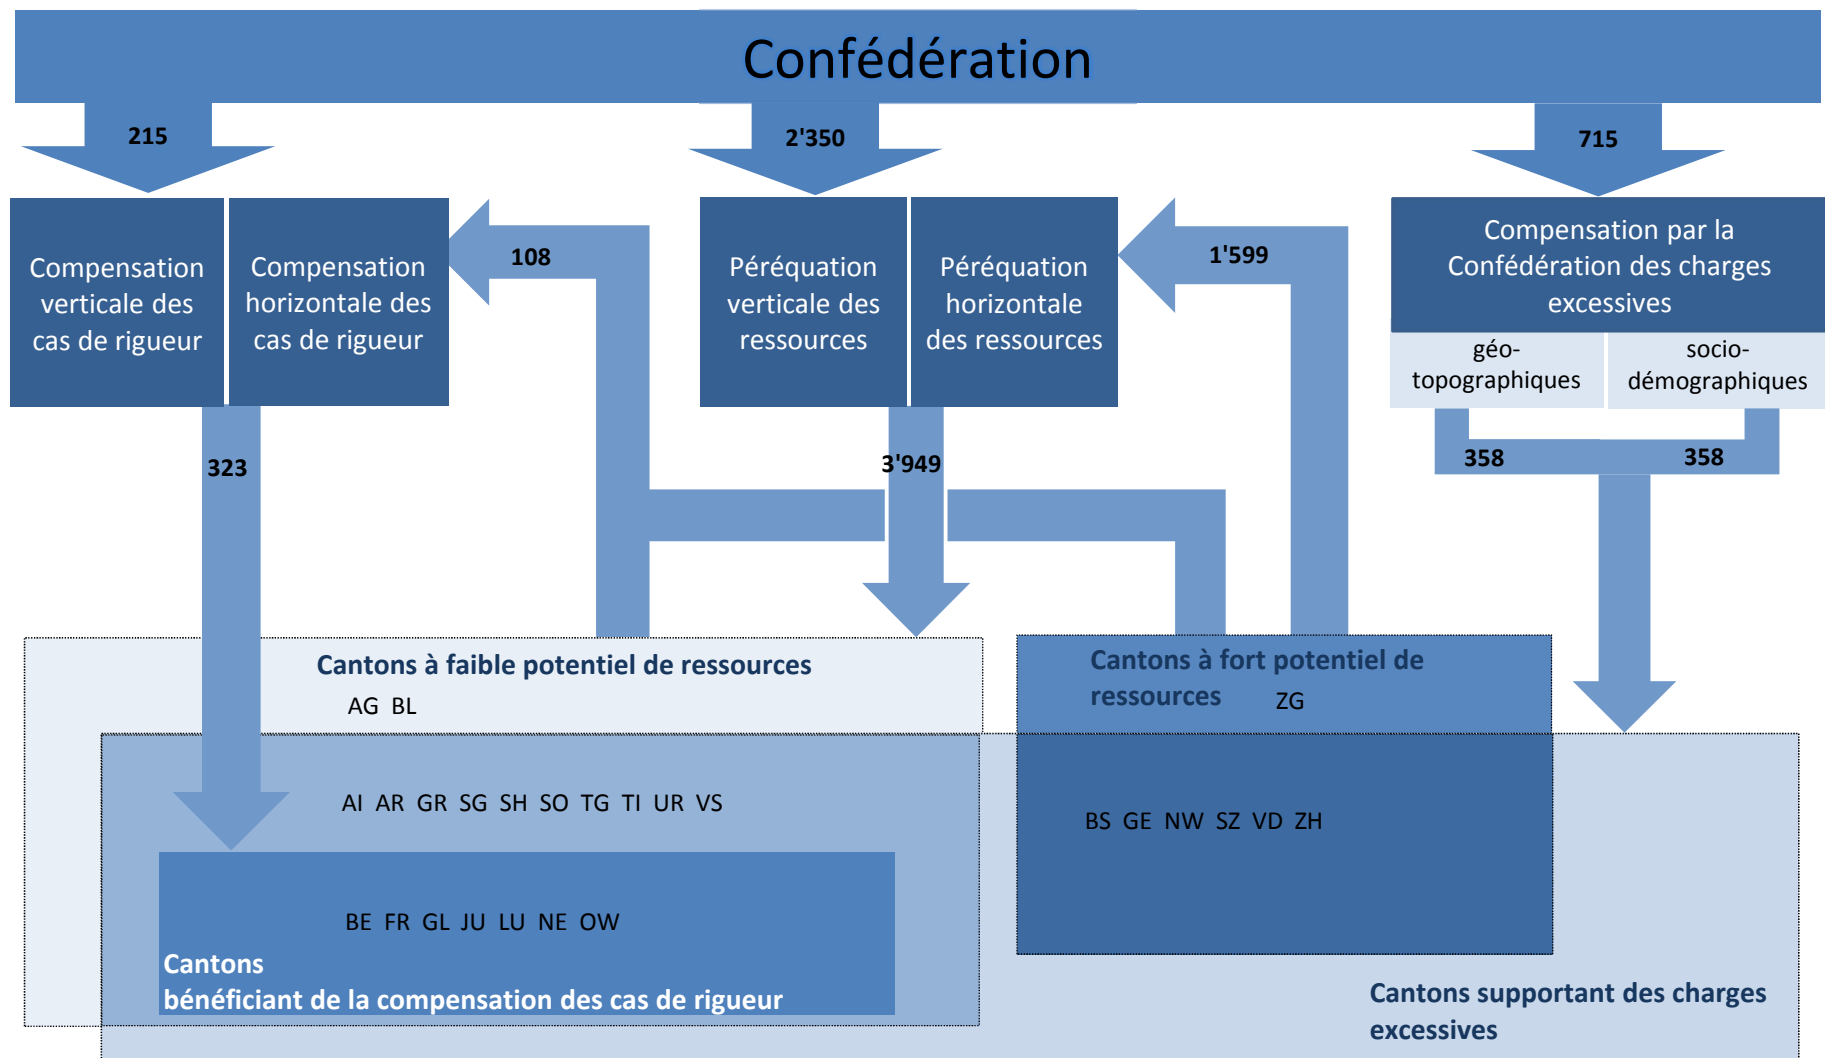 Confédération
215
2'350
715
Compensation
verticale des
cas de rigueur
Compensation
horizontale des
cas de rigueur
108
Péréquation
verticale des
ressources
Péréquation
horizontale
des ressources
1'599
Compensation par la
Confédération des charges
excessives
géo-
topographiques
socio-
démographiques
323
3'949
358
358
Cantons à faible potentiel de ressources
AG BL
Cantons à fort potentiel de
ressources
ZG
AI AR GR SG SH SO TG TI UR VS
BS GE NW SZ VD ZH
BE FR GL JU LU NE OW
Cantons
bénéficiant de la compensation des cas de rigueur
Cantons supportant des charges
excessives